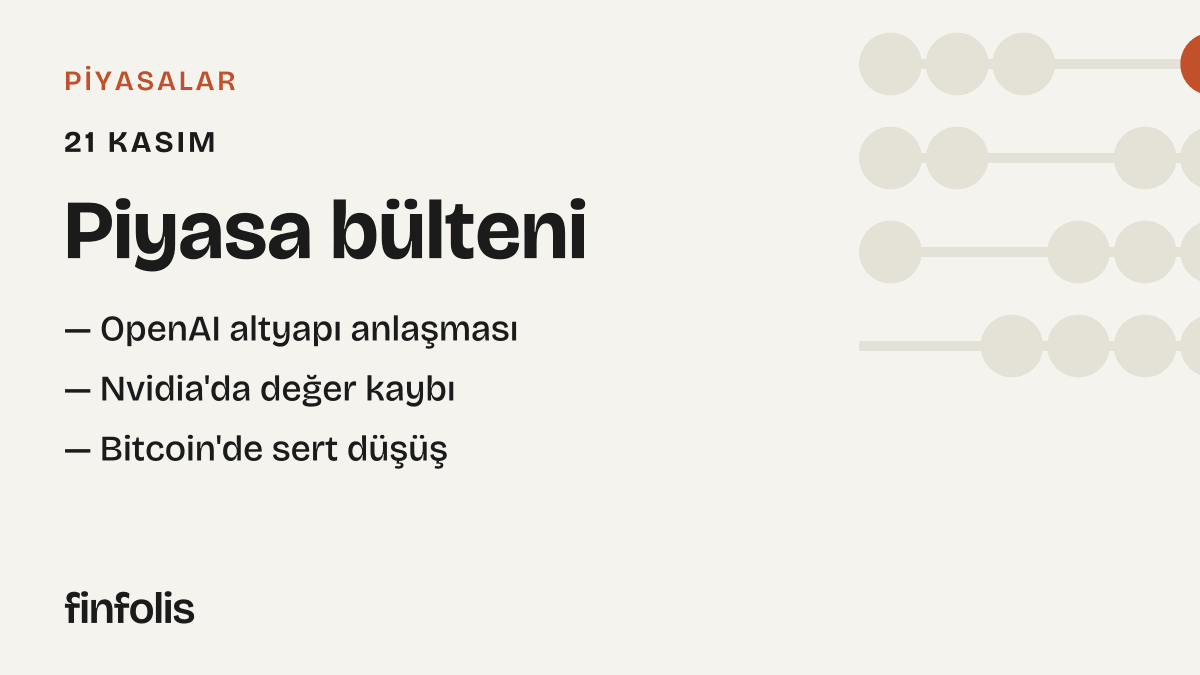 PİYASALAR
21 KASIM
Piyasa bülteni
— OpenAI altyapı anlaşması
— Nvidia'da değer kaybı
— Bitcoin'de sert düşüş
finfolis